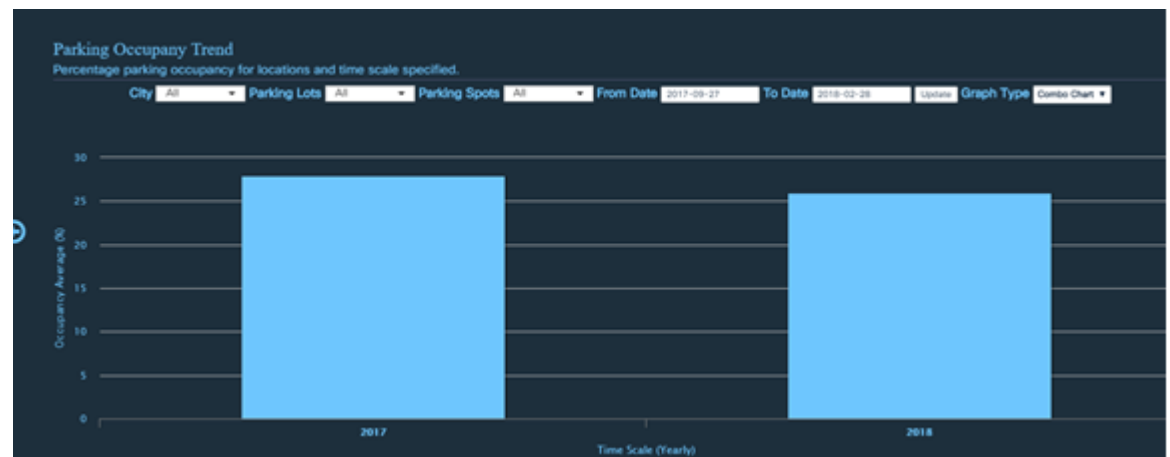 Parking Occupany Trend
Percentage parking occupancy for locations and time scale specified.
City All Parking Lots All Parking Spots All From Date 2017-09-27 To Date 2018-02-28 Update Graph Type Combo Chart
30
25
20
15
10
5
0
Occupancy Average (%)
2017 2018
Time Scale (Yearly)